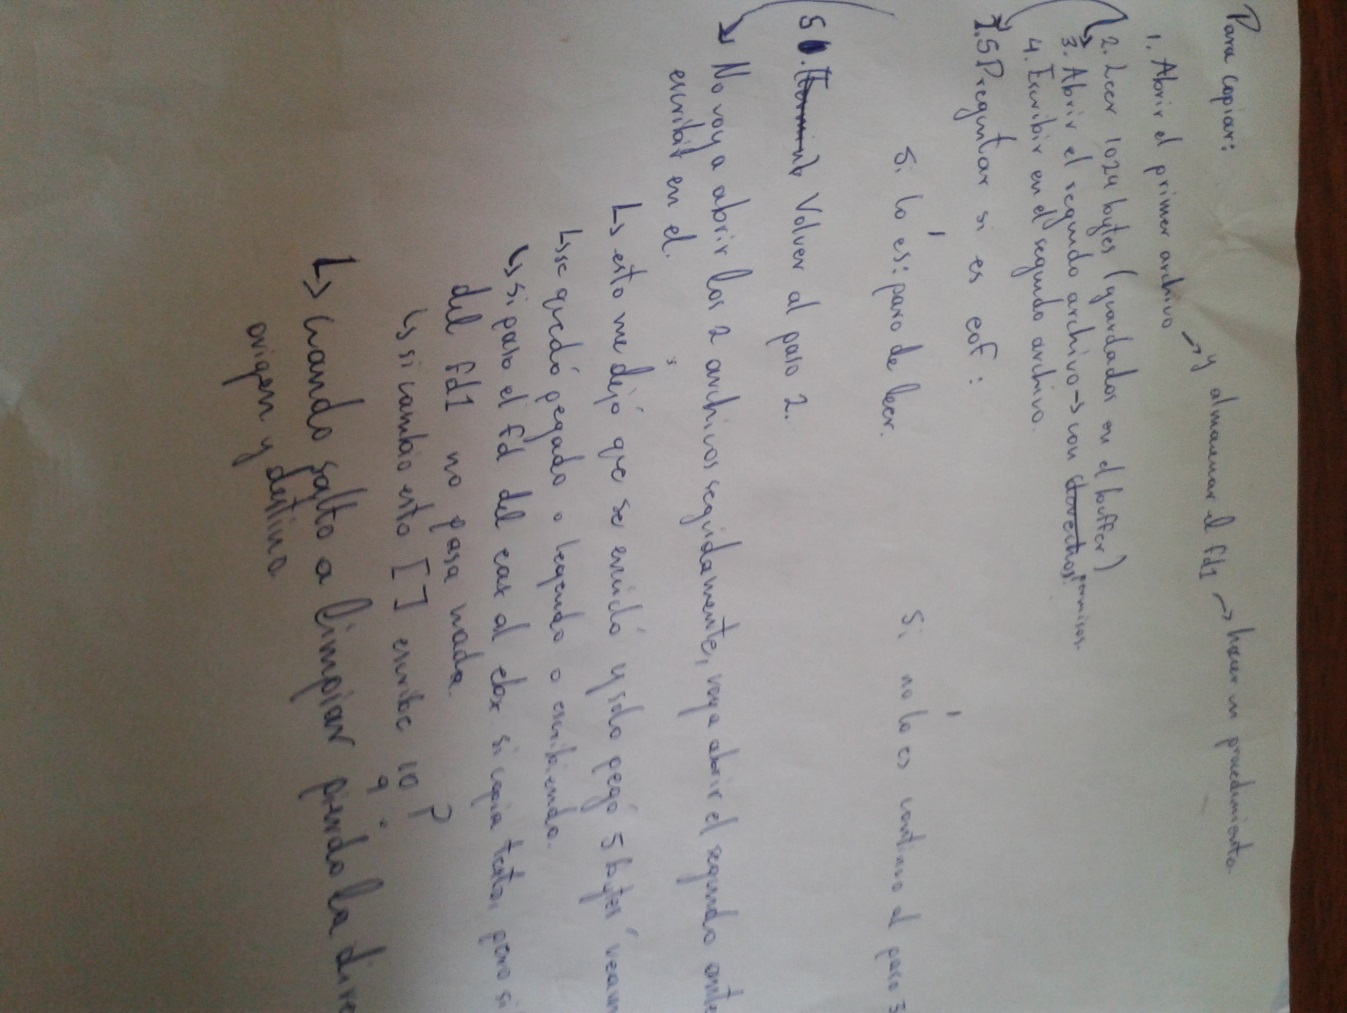 Para copiar:
1. Abrir el primer archivo → y almacenar el fd1 → hacer un procedimiento.
2. Leer 1024 bytes (guardados en el buffer)
3. Abrir el segundo archivo → con permisos.
4. Escribir en el segundo archivo.
1.5 Preguntar si es eof:
Si lo es: paro de leer. Si no lo es continuo al paso 3
5. Volver al paso 2.
↳ No voy a abrir los 2 archivos seguidamente, voy a abrir el segundo ante
escribir en el.
↳ esto me dejó que se envició y solo pegó 5 bytes
↳ se quedó pegado o leyendo o escribiendo.
↳ si paso el fd del eax al ebx si copia texto, pero si
del fd1 no pasa nada.
↳ si cambio esto [ ] escribe 10 ?
9
↳ Cuando salto a limpiar pierdo la dire
origen y destino